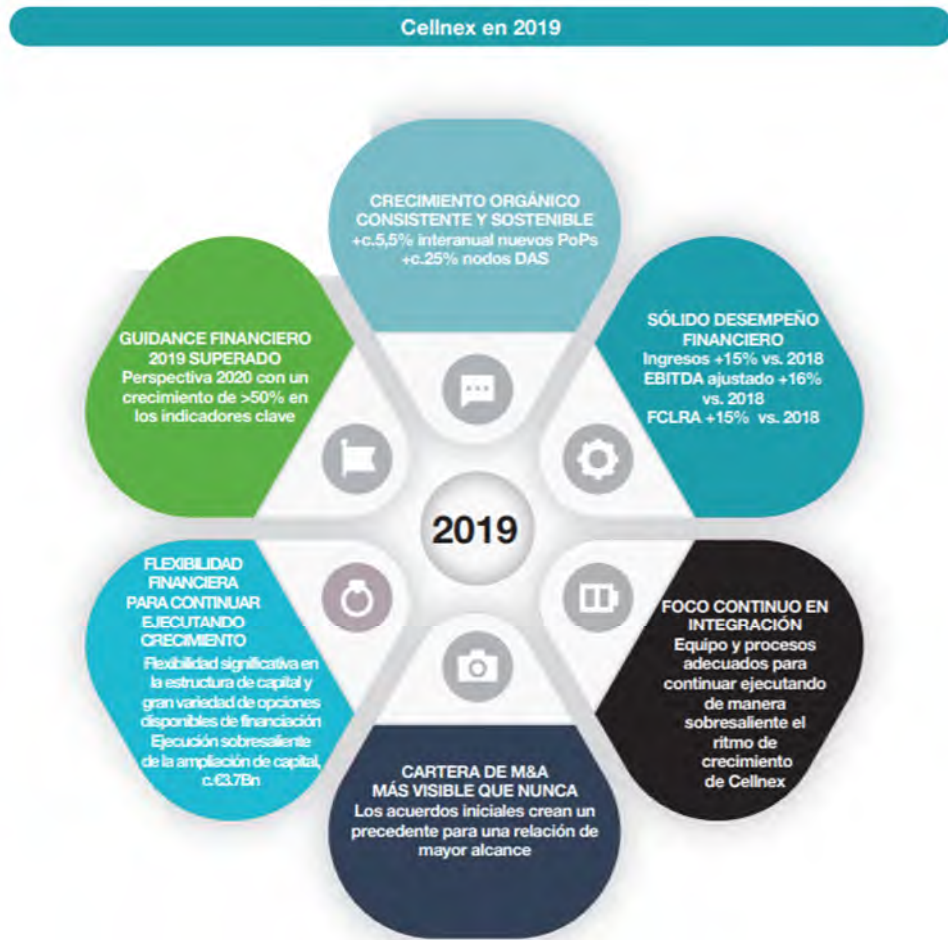 Cellnex en 2019
CRECIMIENTO ORGÁNICO
CONSISTENTE Y SOSTENIBLE
+c.5,5% interanual nuevos PoPs
+c.25% nodos DAS
GUIDANCE FINANCIERO
2019 SUPERADO
Perspectiva 2020 con un
crecimiento de >50% en
los indicadores clave
SÓLIDO DESEMPEÑO
FINANCIERO
Ingresos +15% vs. 2018
EBITDA ajustado +16%
vs. 2018
FCLRA +15% vs. 2018
2019
FLEXIBILIDAD
FINANCIERA
PARA CONTINUAR
EJECUTANDO
CRECIMIENTO
Flexibilidad significativa en
la estructura de capital y
gran variedad de opciones
disponibles de financiación
Ejecución sobresaliente
de la ampliación de capital,
c.€3.7Bn
FOCO CONTINUO EN
INTEGRACIÓN
Equipo y procesos
adecuados para
continuar ejecutando
de manera
sobresaliente el
ritmo de
crecimiento
de Cellnex
CARTERA DE M&A
MÁS VISIBLE QUE NUNCA
Los acuerdos iniciales crean un
precedente para una relación de
mayor alcance